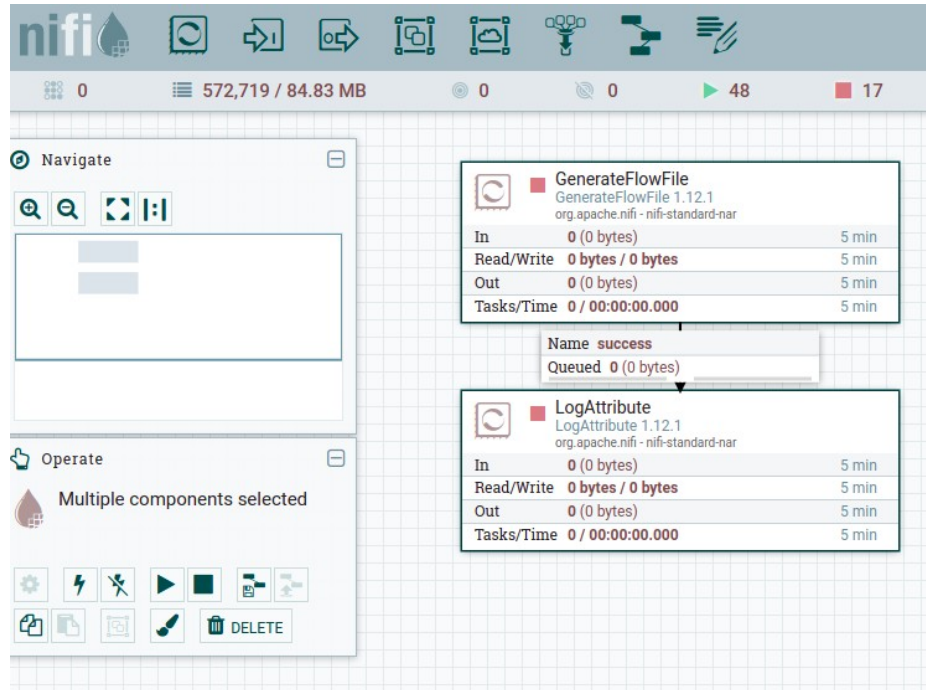 nifi
0 572,719 / 84.83 MB 0 0 48 17
Navigate
GenerateFlowFile
GenerateFlowFile 1.12.1
org.apache.nifi - nifi-standard-nar
In 0 (0 bytes) 5 min
Read/Write 0 bytes / 0 bytes 5 min
Out 0 (0 bytes) 5 min
Tasks/Time 0 / 00:00:00.000 5 min
Name success
Queued 0 (0 bytes)
LogAttribute
LogAttribute 1.12.1
org.apache.nifi - nifi-standard-nar
In 0 (0 bytes) 5 min
Read/Write 0 bytes / 0 bytes 5 min
Out 0 (0 bytes) 5 min
Tasks/Time 0 / 00:00:00.000 5 min
Operate
Multiple components selected
DELETE